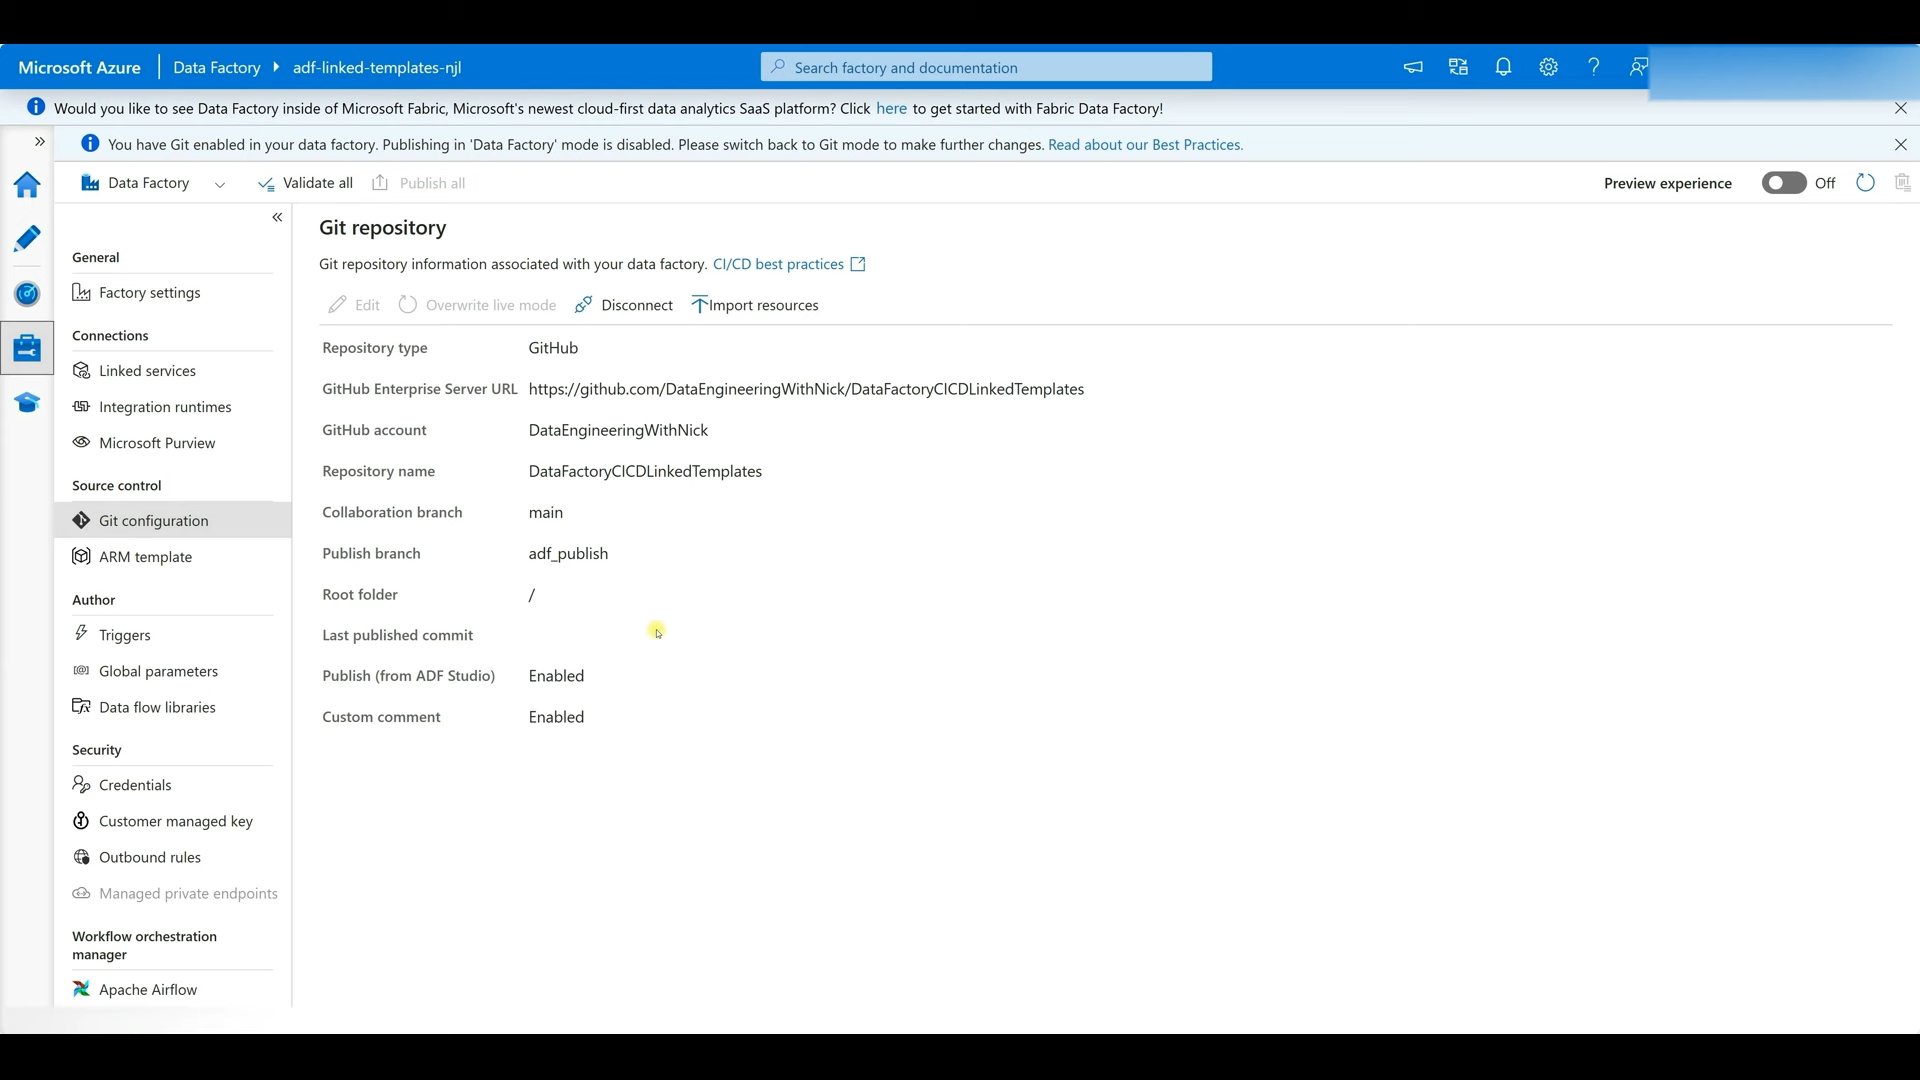 Microsoft Azure
Data Factory
adf-linked-templates-njl
Search factory and documentation
Would you like to see Data Factory inside of Microsoft Fabric, Microsoft's newest cloud-first data analytics SaaS platform? Click here to get started with Fabric Data Factory!
You have Git enabled in your data factory. Publishing in 'Data Factory' mode is disabled. Please switch back to Git mode to make further changes. Read about our Best Practices.
Data Factory
Validate all
Publish all
Preview experience
Off
General
Factory settings
Connections
Linked services
Integration runtimes
Microsoft Purview
Source control
Git configuration
ARM template
Author
Triggers
Global parameters
Data flow libraries
Security
Credentials
Customer managed key
Outbound rules
Managed private endpoints
Workflow orchestration
manager
Apache Airflow
Git repository
Git repository information associated with your data factory. CI/CD best practices
Edit
Overwrite live mode
Disconnect
Import resources
Repository type GitHub
GitHub Enterprise Server URL https://github.com/DataEngineeringWithNick/DataFactoryCICDLinkedTemplates
GitHub account DataEngineeringWithNick
Repository name DataFactoryCICDLinkedTemplates
Collaboration branch main
Publish branch adf_publish
Root folder /
Last published commit
Publish (from ADF Studio) Enabled
Custom comment Enabled